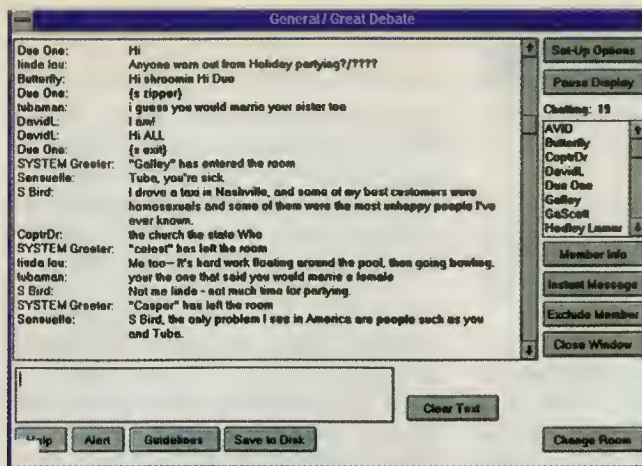 General / Great Debate
Due One: Hi
linda lou: Anyone worn out from Holiday partying?/????
Butterfly: Hi shroomin Hi Duo
Due One: {s zipper}
tubaman: i guess you would marrie your sister too
DavidL: I am!
DavidL: Hi ALL
Due One: {s exit}
SYSTEM Greeter: "Galley" has entered the room
Sensuelle: Tuba, you're sick
S Bird: I drove a taxi in Nashville, and some of my best customers were
homosexuals and some of them were the most unhappy people I've
ever known.
CoptrDr: the church the state Who
SYSTEM Greeter: "celest" has left the room
linda lou: Me too-- it's hard work floating around the pool, then going bowling.
tubaman: your the one that said you would marrie a female
S Bird: Not me linda - not much time for partying.
SYSTEM Greeter: "Casper" has left the room
Sensuelle: S Bird, the only problem I see in America are people such as you
and Tuba.
Set-Up Options
Pause Display
Chatting: 19
AVID
Butterfly
CoptrDr
DavidL
Due One
Galley
GaScott
Hedley Lamar
Member Info
Instant Message
Exclude Member
Close Window
Clear Text
Help
Alert
Guidelines
Save to Disk
Change Room